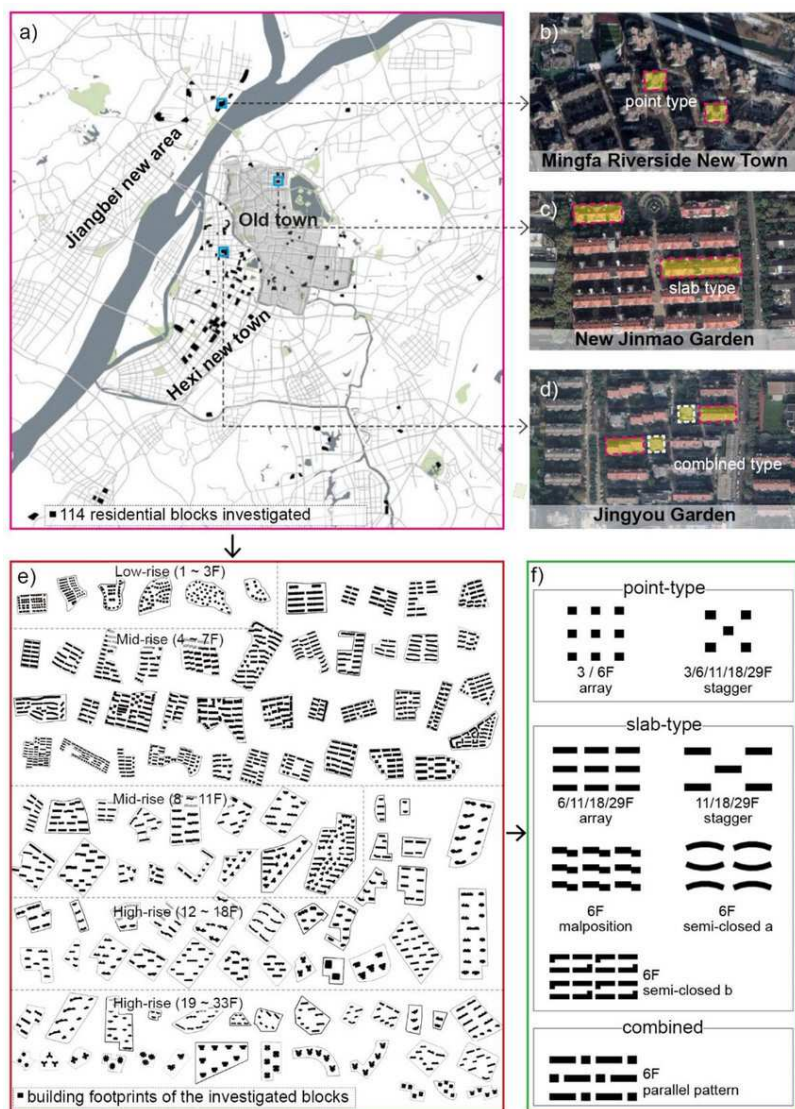 a)
Jiangbei new area
Old town
Hexi new town
114 residential blocks investigated
b)
point type
Mingfa Riverside New Town
c)
slab type
New Jinmao Garden
d)
combined type
Jingyou Garden
e)
Low-rise (1 ~ 3F)
Mid-rise (4 ~ 7F)
Mid-rise (8 ~ 11F)
High-rise (12 ~ 18F)
High-rise (19 ~ 33F)
building footprints of the investigated blocks
f)
point-type
3 / 6F
array
3/6/11/18/29F
stagger
slab-type
6/11/18/29F
array
11/18/29F
stagger
6F
malposition
6F
semi-closed a
6F
semi-closed b
combined
6F
parallel pattern